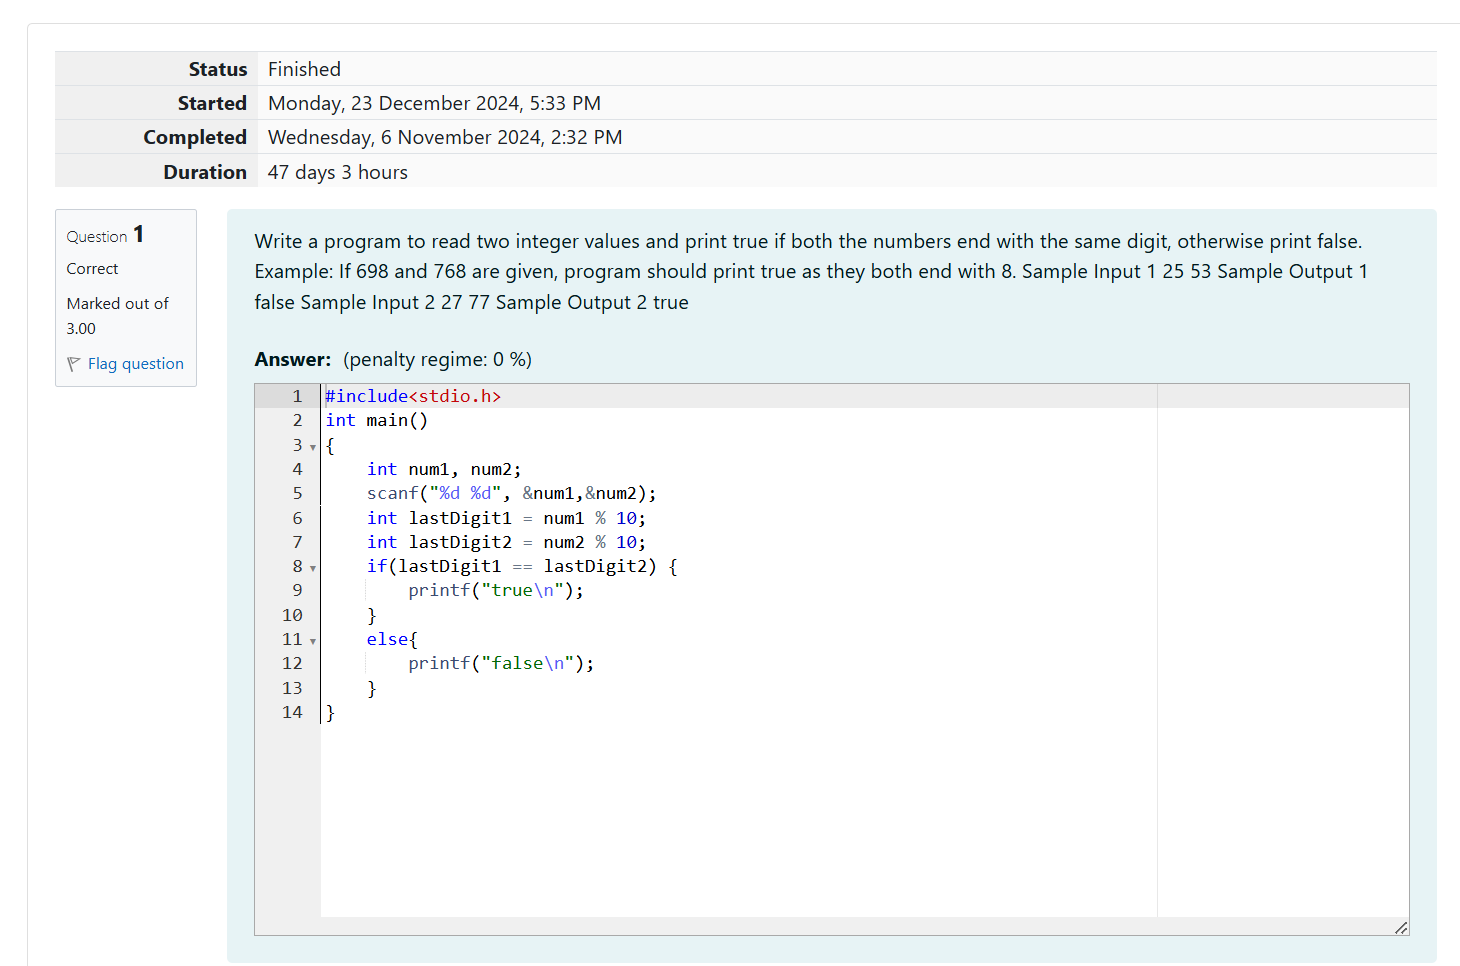 Status Finished
Started Monday, 23 December 2024, 5:33 PM
Completed Wednesday, 6 November 2024, 2:32 PM
Duration 47 days 3 hours
Question 1
Correct
Marked out of
3.00
Flag question
Write a program to read two integer values and print true if both the numbers end with the same digit, otherwise print false.
Example: If 698 and 768 are given, program should print true as they both end with 8. Sample Input 1 25 53 Sample Output 1
false Sample Input 2 27 77 Sample Output 2 true
Answer: (penalty regime: 0 %)
1 #include<stdio.h>
2 int main()
3 {
4     int num1, num2;
5     scanf("%d %d", &num1,&num2);
6     int lastDigit1 = num1 % 10;
7     int lastDigit2 = num2 % 10;
8     if(lastDigit1 == lastDigit2) {
9         printf("true\n");
10     }
11     else{
12         printf("false\n");
13     }
14 }